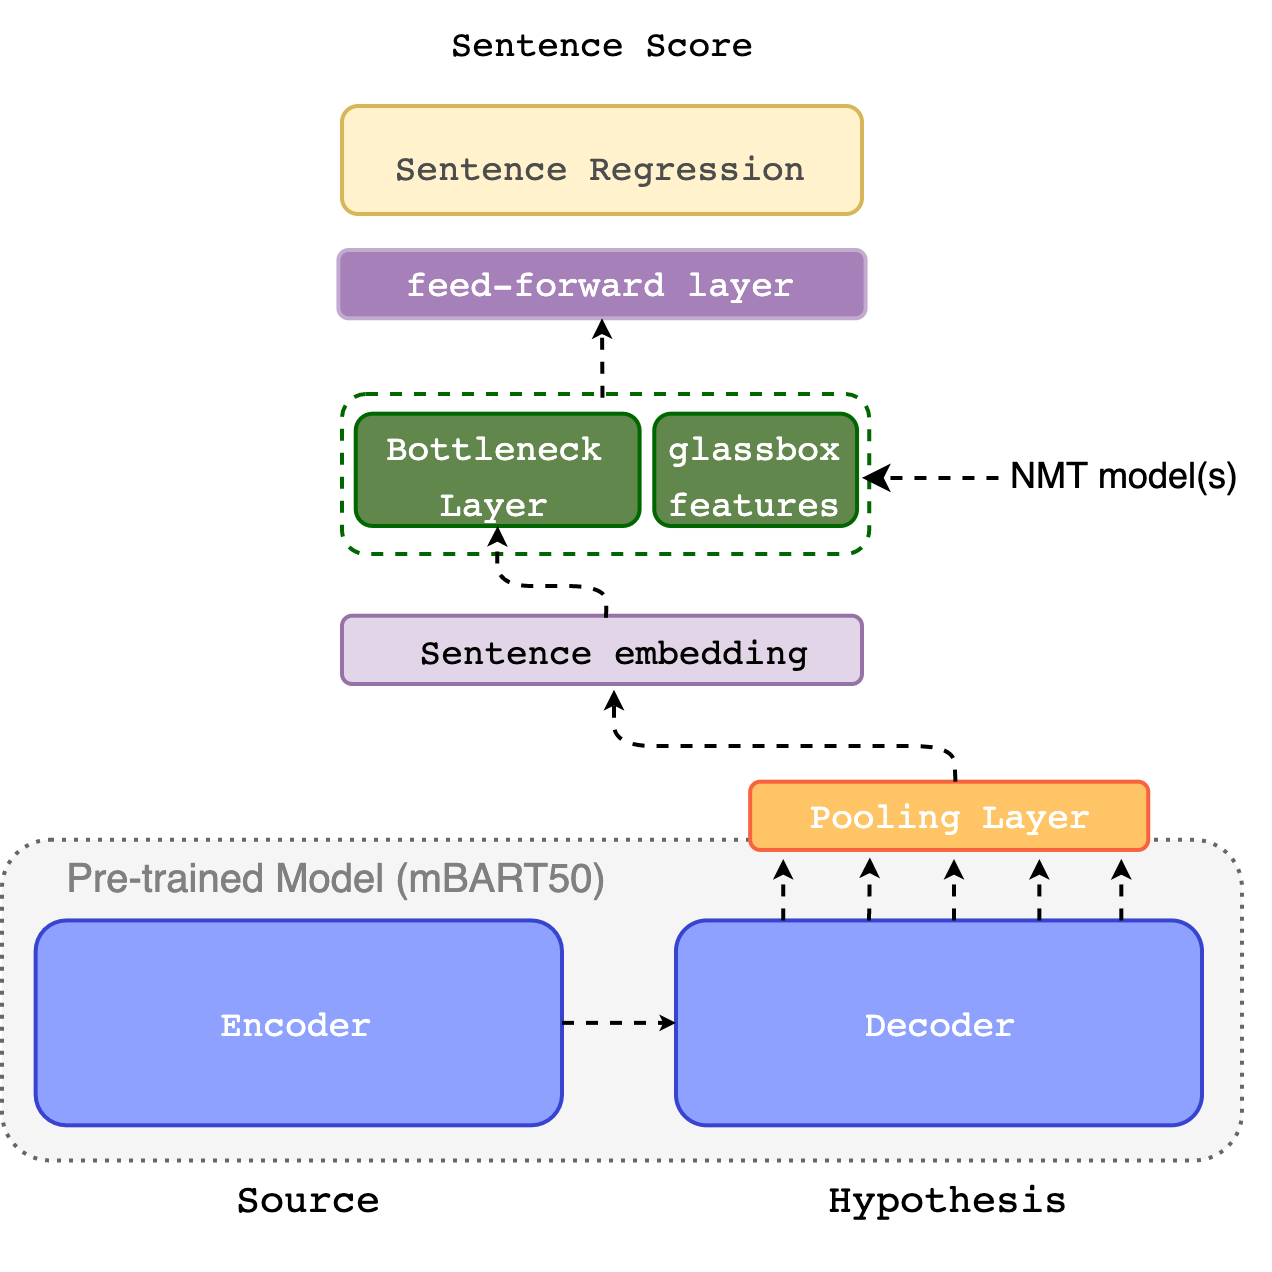 Sentence Score
Sentence Regression
feed-forward layer
Bottleneck
Layer
glassbox
features
NMT model(s)
Sentence embedding
Pooling Layer
Pre-trained Model (mBART50)
Encoder
Decoder
Source
Hypothesis